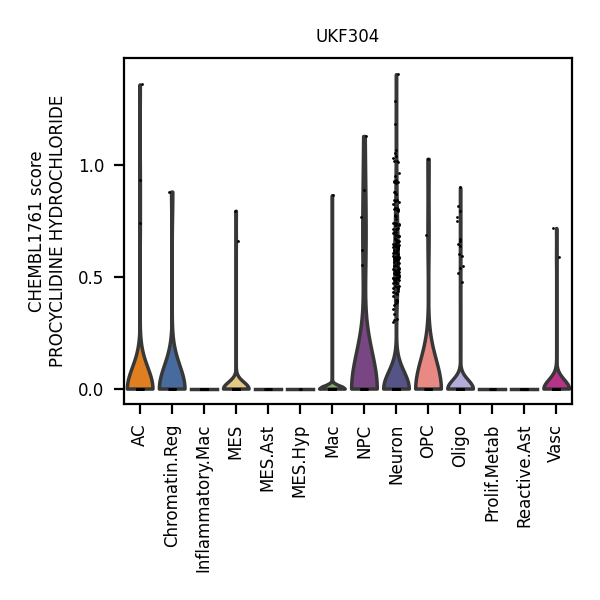 UKF304
CHEMBL1761 score
PROCYCLIDINE HYDROCHLORIDE
1.0
0.5
0.0
AC
Chromatin.Reg
Inflammatory.Mac
MES
MES.Ast
MES.Hyp
Mac
NPC
Neuron
OPC
Oligo
Prolif.Metab
Reactive.Ast
Vasc